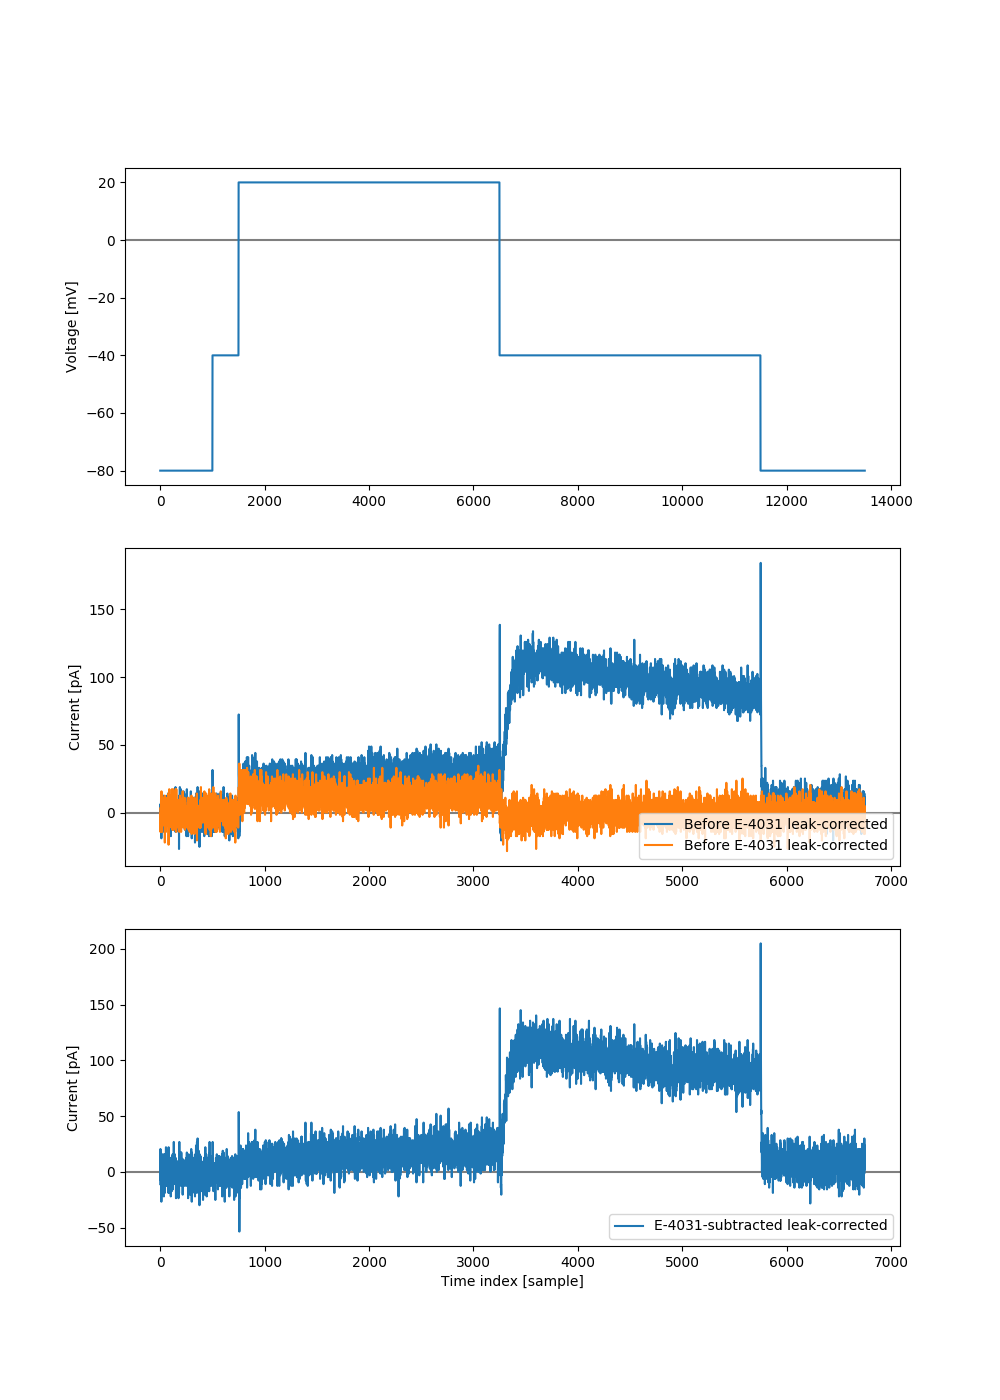 20
0
−20
−40
−60
−80
Voltage [mV]
0 2000 4000 6000 8000 10000 12000 14000
150
100
50
0
Current [pA]
Before E-4031 leak-corrected
Before E-4031 leak-corrected
0 1000 2000 3000 4000 5000 6000 7000
200
150
100
50
0
−50
Current [pA]
E-4031-subtracted leak-corrected
0 1000 2000 3000 4000 5000 6000 7000
Time index [sample]